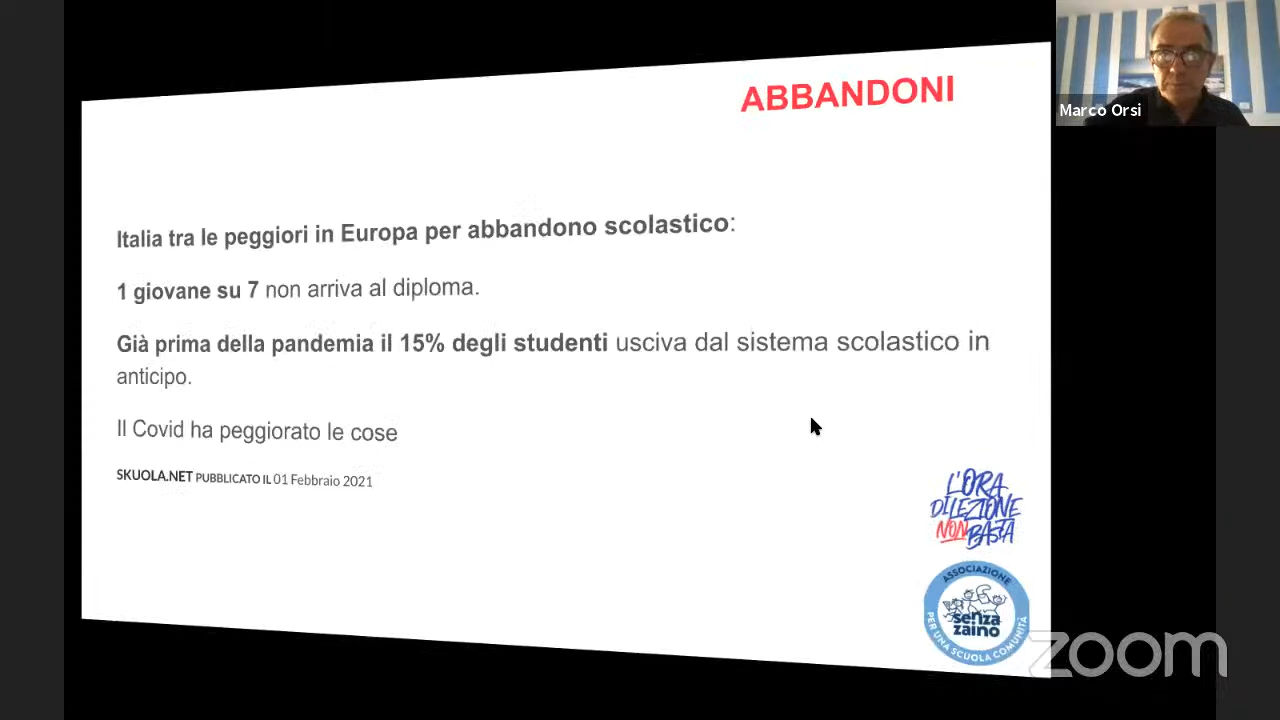 ABBANDONI
Marco Orsi
Italia tra le peggiori in Europa per abbandono scolastico:
1 giovane su 7 non arriva al diploma.
Già prima della pandemia il 15% degli studenti usciva dal sistema scolastico in
anticipo.
Il Covid ha peggiorato le cose
SKUOLA.NET PUBBLICATO IL 01 Febbraio 2021
L'ORA
DI LEZIONE
NON BASTA
ASSOCIAZIONE
senza
zaino
PER UNA SCUOLA COMUNITÀ
zoom